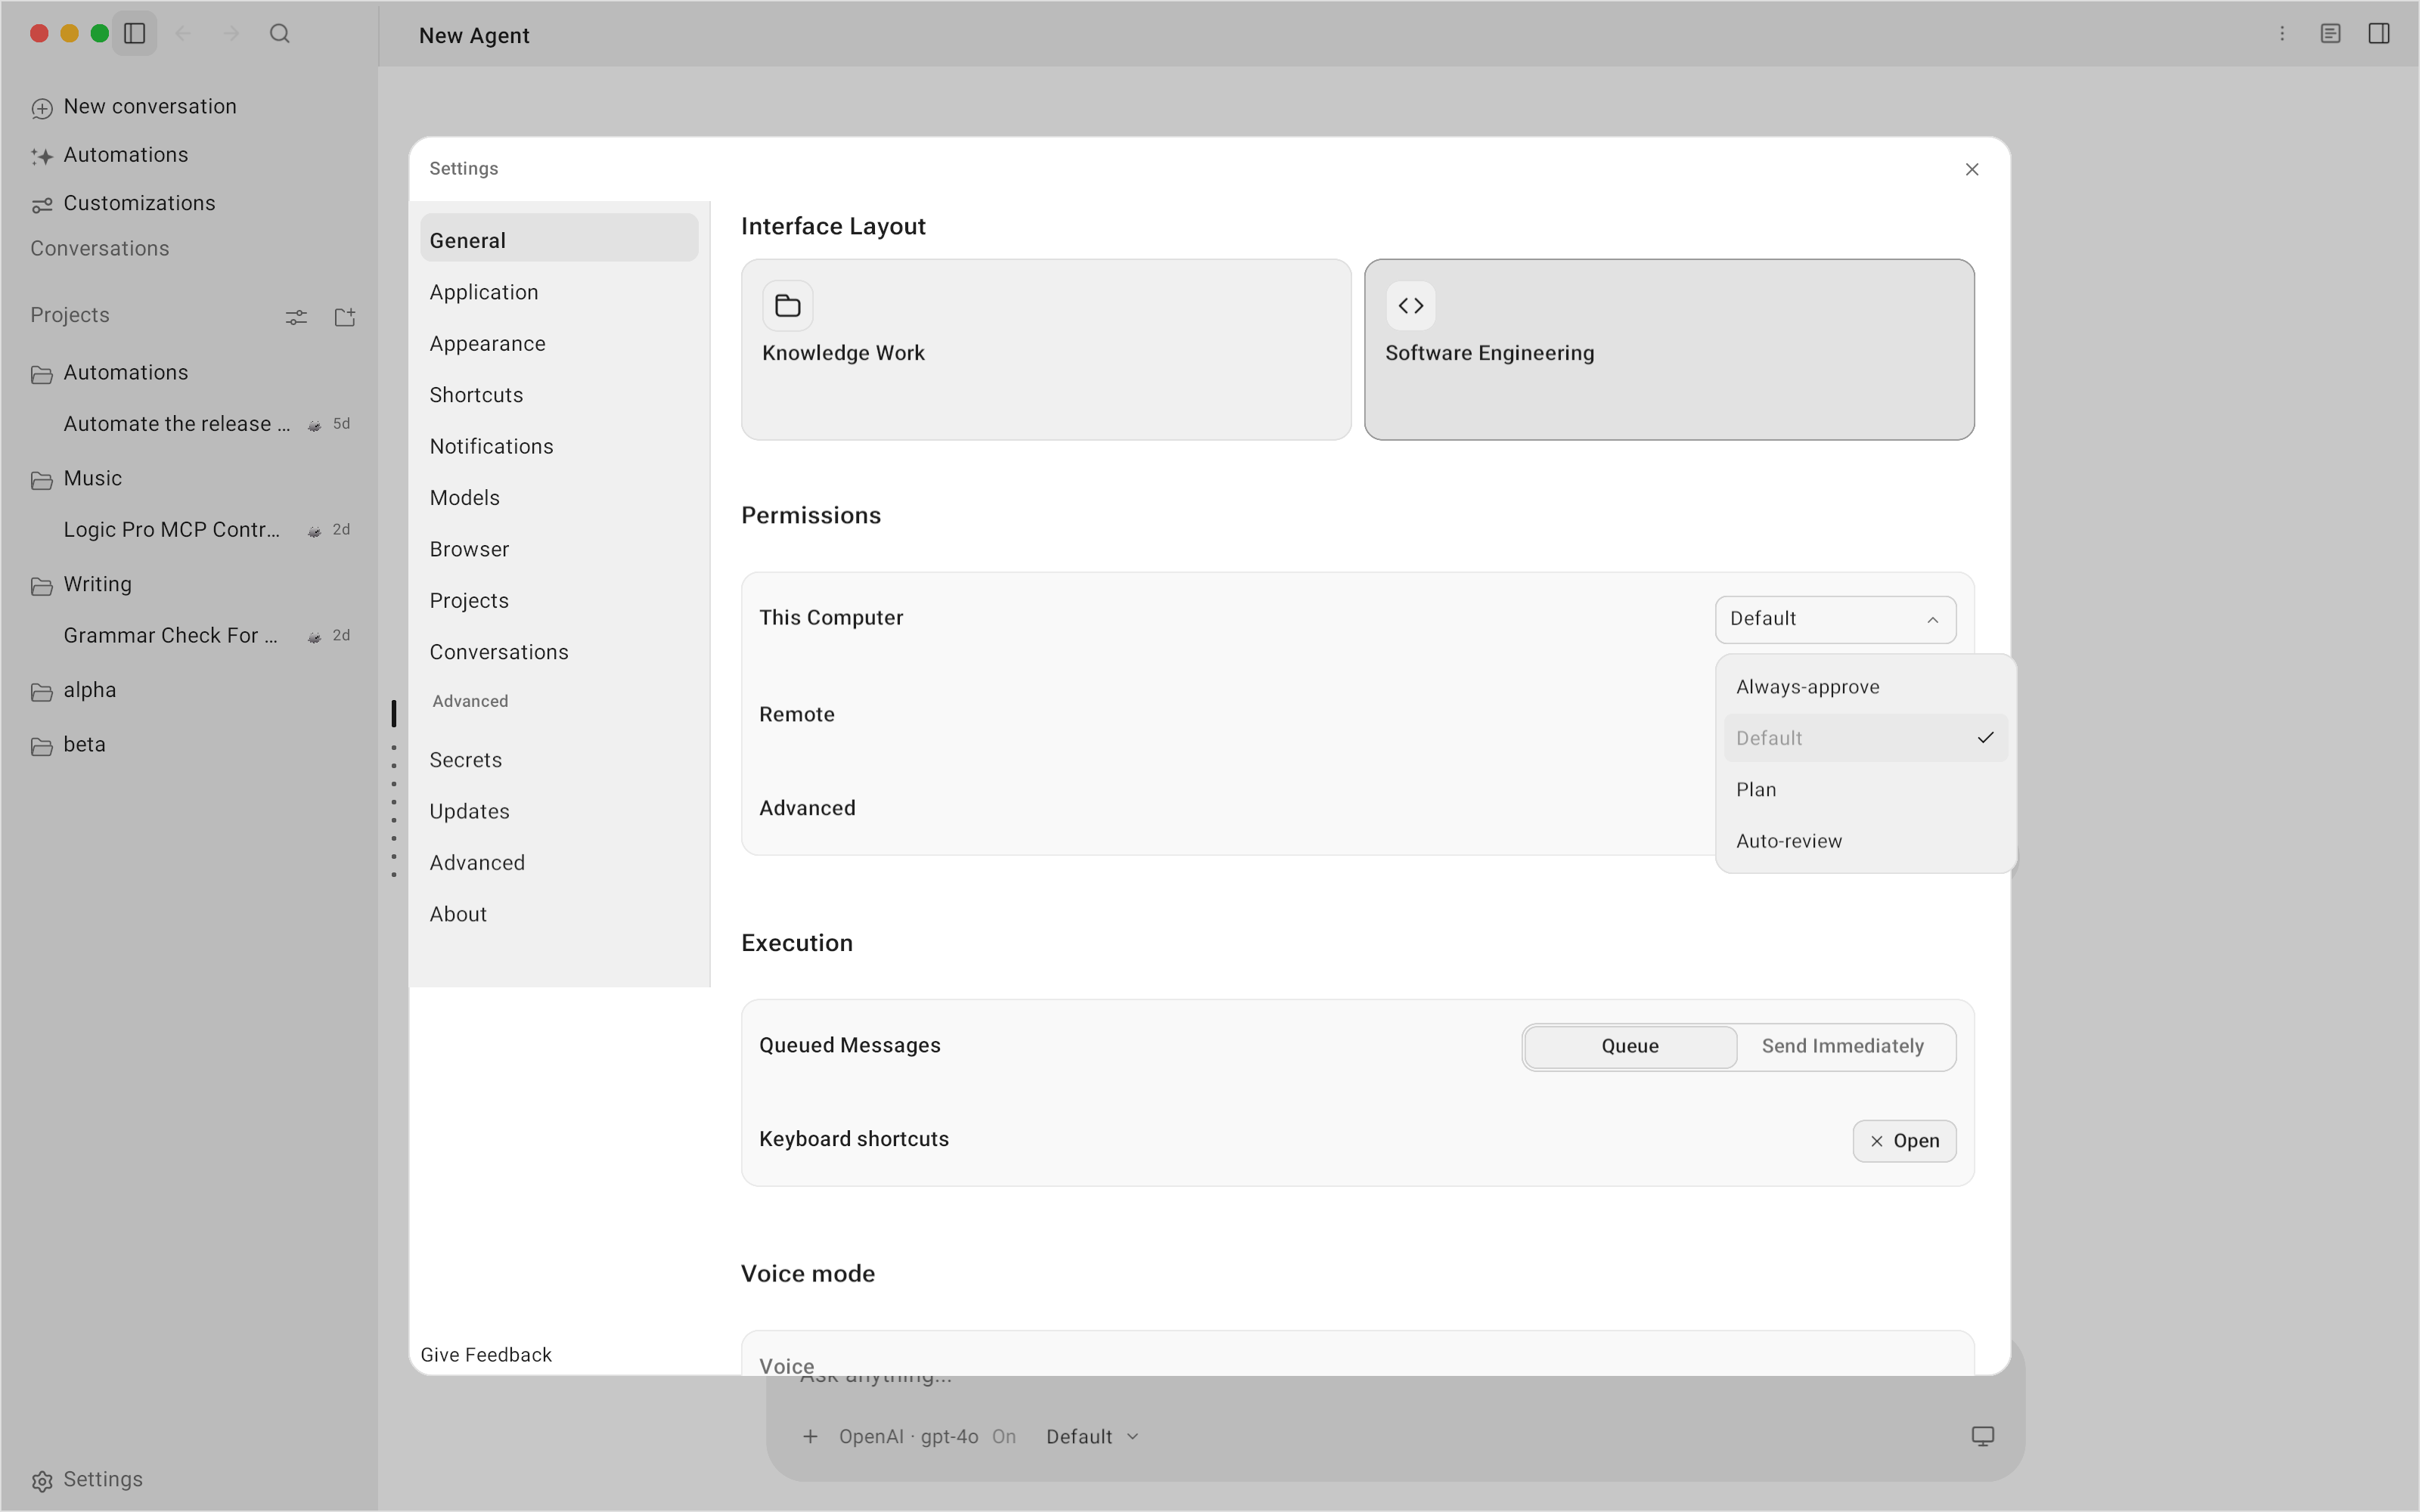 New Agent
New conversation
Automations
Customizations
Conversations
Projects
Automations
Automate the release ... 5d
Music
Logic Pro MCP Contr... 2d
Writing
Grammar Check For ... 2d
alpha
beta
Settings
Settings
General
Application
Appearance
Shortcuts
Notifications
Models
Browser
Projects
Conversations
Advanced
Secrets
Updates
Advanced
About
Give Feedback
Interface Layout
Knowledge Work
Software Engineering
Permissions
This Computer
Default
Always-approve
Default
Plan
Auto-review
Remote
Advanced
Execution
Queued Messages
Queue
Send Immediately
Keyboard shortcuts
Open
Voice mode
Voice
Ask anything...
OpenAI · gpt-4o On Default